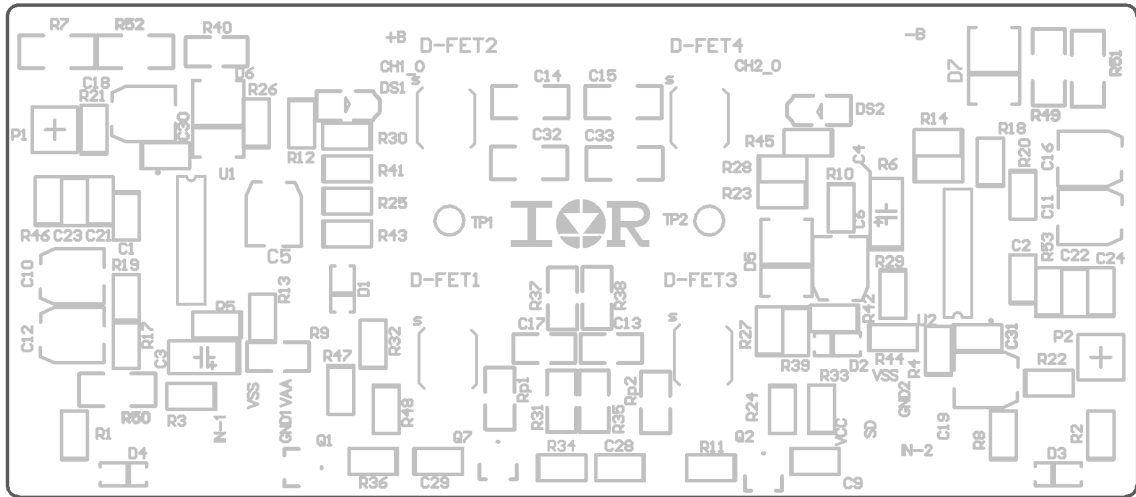 R7
R52
R40
+B
D-FET2
D-FET4
-B
CH1_O
CH2_O
D7
R51
C18
D6
R26
DS1
s
C14
C15
s
DS2
R49
R21
P1
C30
R12
R30
C32
C33
R45
R14
R18
R20
C16
U1
R41
R28
C4
R6
R25
R23
R10
C11
R46
C23
C21
C1
C5
R43
TP1
IOR
TP2
C6
R53
C10
R19
R13
D1
D-FET1
R37
R38
D-FET3
D5
R29
C2
C22
C24
C12
R17
R5
R9
R32
s
C17
C13
s
R27
R42
U2
C31
P2
C3
R47
R39
D2
R44
R4
R22
R50
R3
VSS
VAA
R48
Rp1
R31
R35
Rp2
R24
R33
VSS
GND2
C19
R1
IN-1
GND1
Q1
Q7
Q2
VCC
SD
IN-2
R8
R2
D4
R36
C29
R34
C28
R11
C9
D3